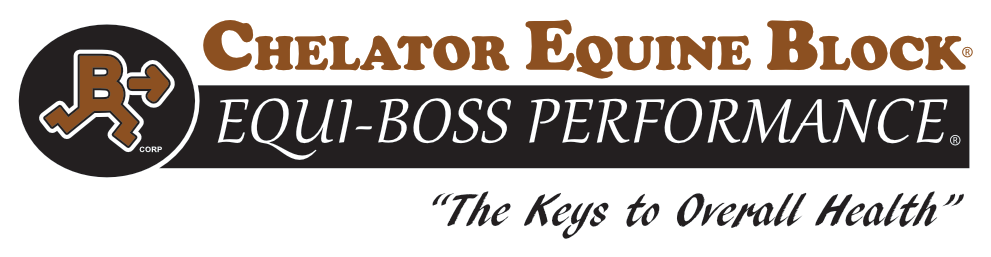 B
CORP
CHELATOR EQUINE BLOCK®
EQUI-BOSS PERFORMANCE®
“The Keys to Overall Health”